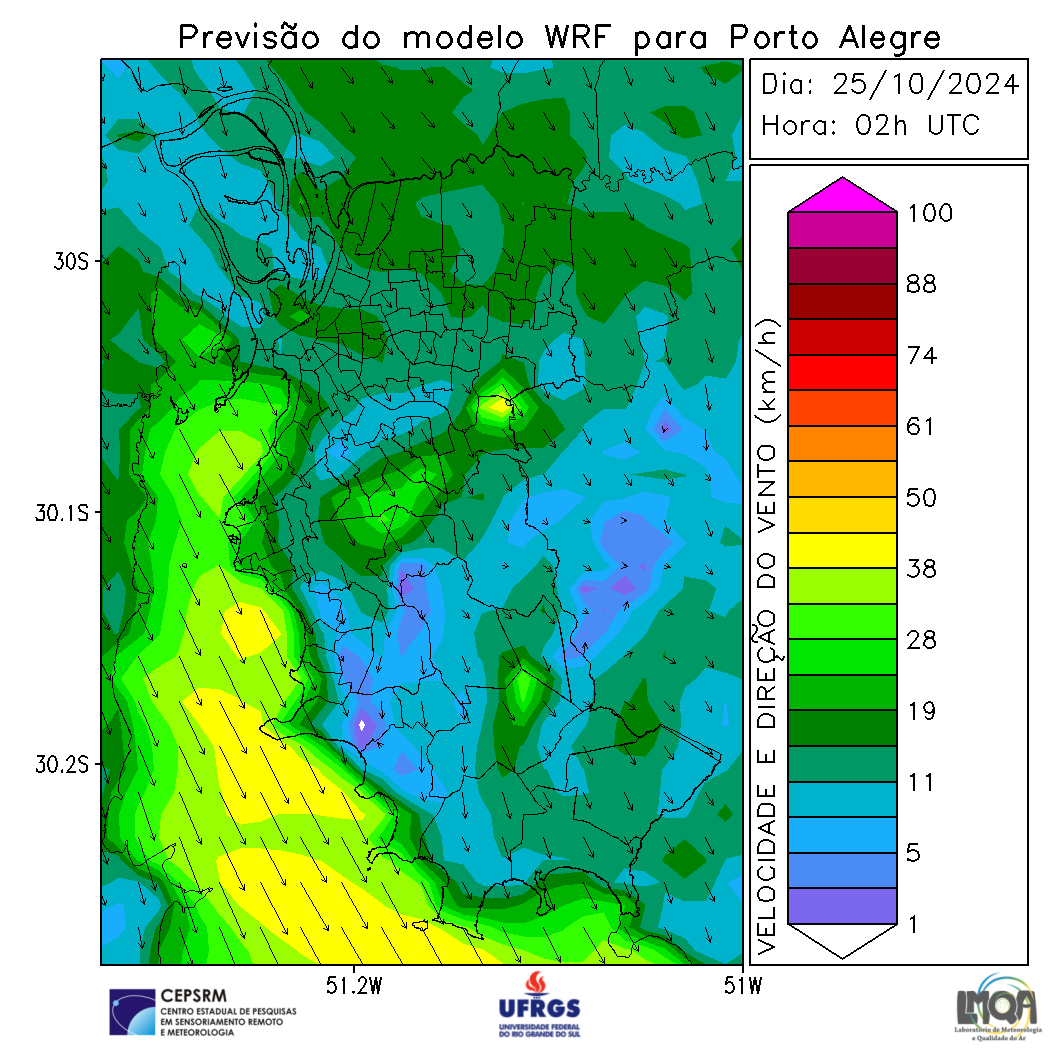 Previsão do modelo WRF para Porto Alegre
Dia: 25/10/2024
Hora: 02h UTC
100
88
74
61
50
38
28
19
11
5
1
VELOCIDADE E DIREÇÃO DO VENTO (km/h)
30S
30.1S
30.2S
51.2W
51W
CEPSRM
CENTRO ESTADUAL DE PESQUISAS
EM SENSORIAMENTO REMOTO
E METEOROLOGIA
UFRGS
UNIVERSIDADE FEDERAL
DO RIO GRANDE DO SUL
LMQA
Laboratório de Meteorologia
e Qualidade do Ar